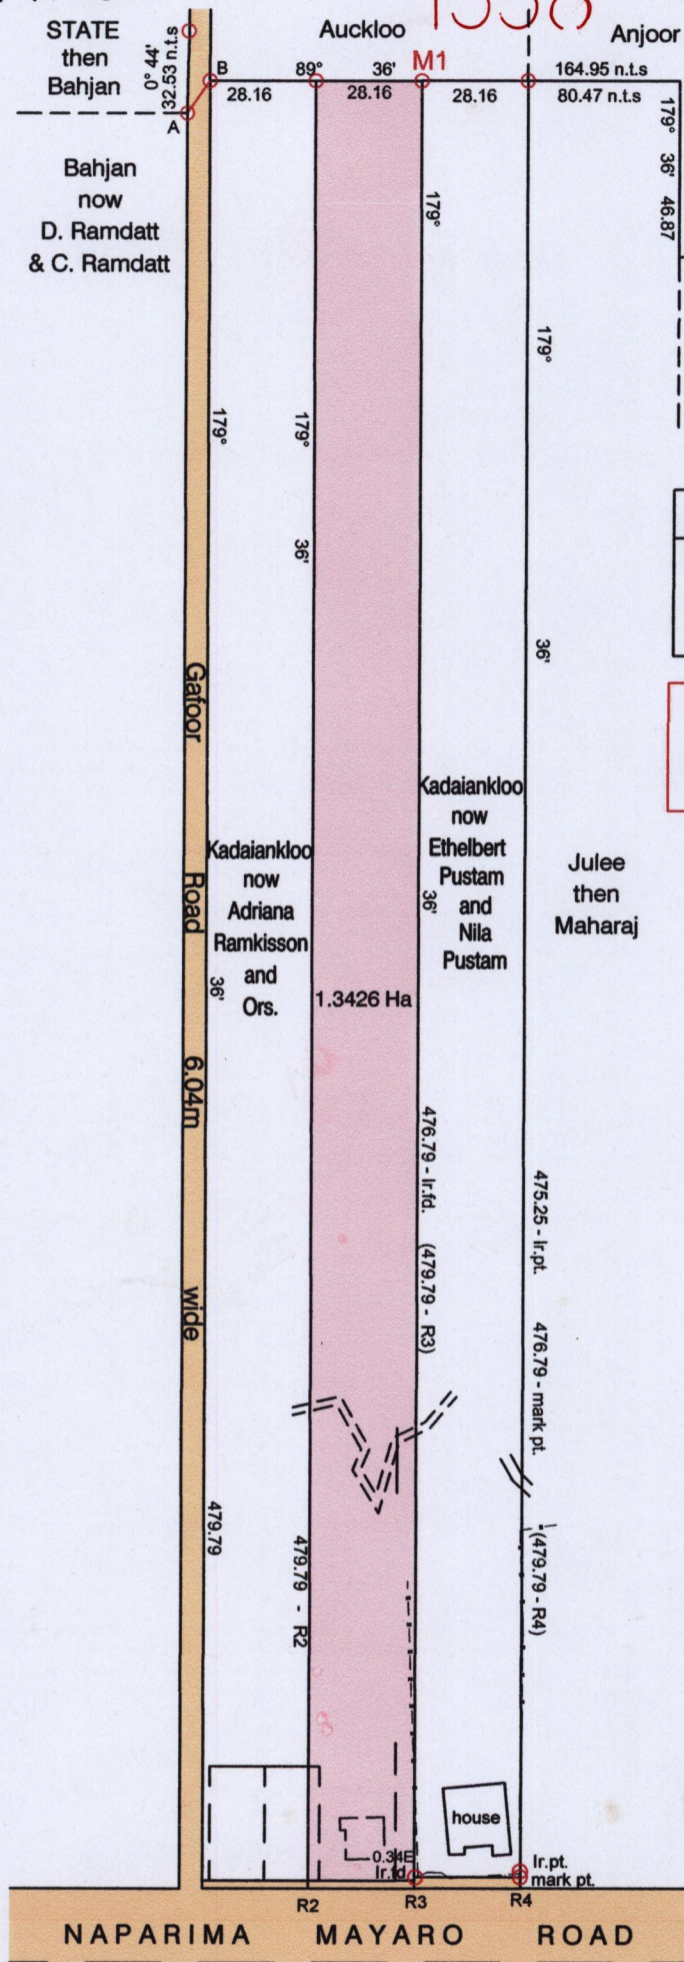 STATE
then
Bahjan
0° 44'
32.53 n.t.s
A
B
Auckloo
Anjoor
89°
36'
M1
28.16
28.16
28.16
164.95 n.t.s
80.47 n.t.s
179° 36' 46.87
Bahjan
now
D. Ramdatt
& C. Ramdatt
179°
179°
179°
179°
36'
36'
Gafoor Road 6.04m wide
Kadaiankloo
now
Adriana
Ramkisson
and
Ors.
36'
Kadaiankloo
now
Ethelbert
Pustam
and
Nila
Pustam
36'
Julee
then
Maharaj
1.3426 Ha
476.79 - Ir.fd. (479.79 - R3)
475.25 - Ir.pt. 476.79 - mark pt. (479.79 - R4)
479.79
479.79 - R2
house
0.34E
Ir.fd
Ir.pt.
mark pt.
R2
R3
R4
NAPARIMA MAYARO ROAD